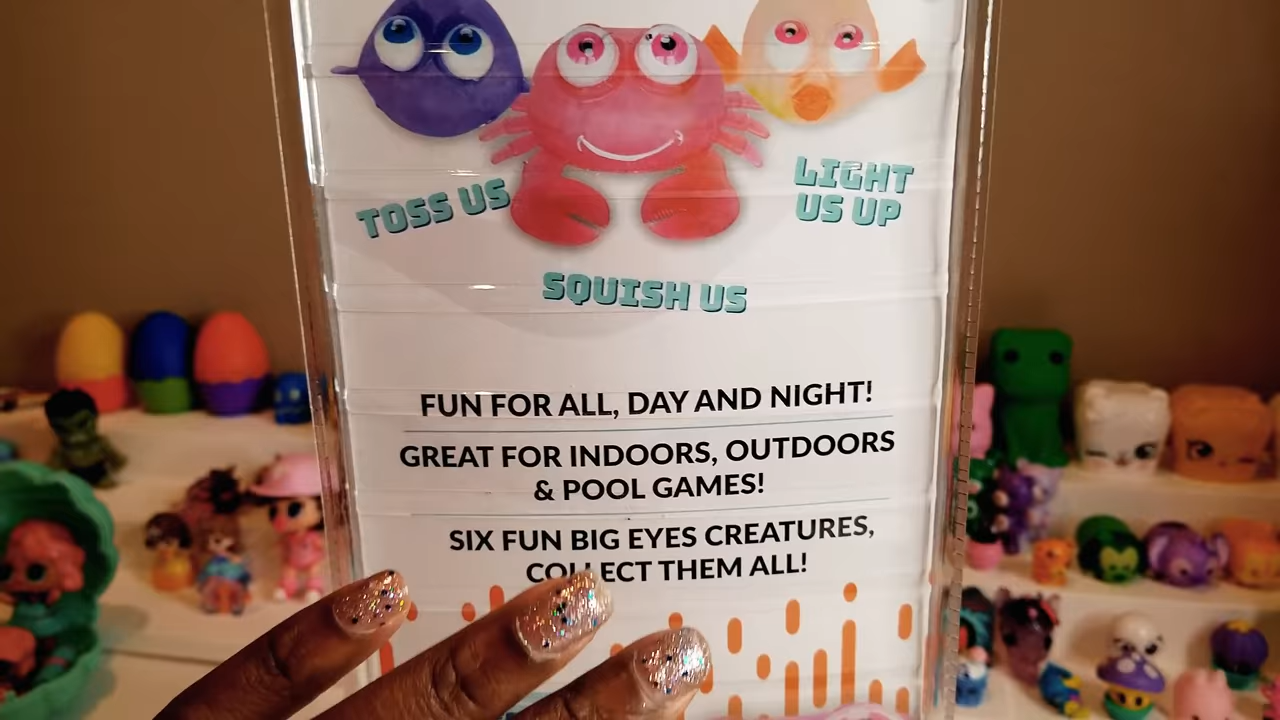 TOSS US
LIGHT
US UP
SQUISH US
FUN FOR ALL, DAY AND NIGHT!
GREAT FOR INDOORS, OUTDOORS
& POOL GAMES!
SIX FUN BIG EYES CREATURES,
COLLECT THEM ALL!